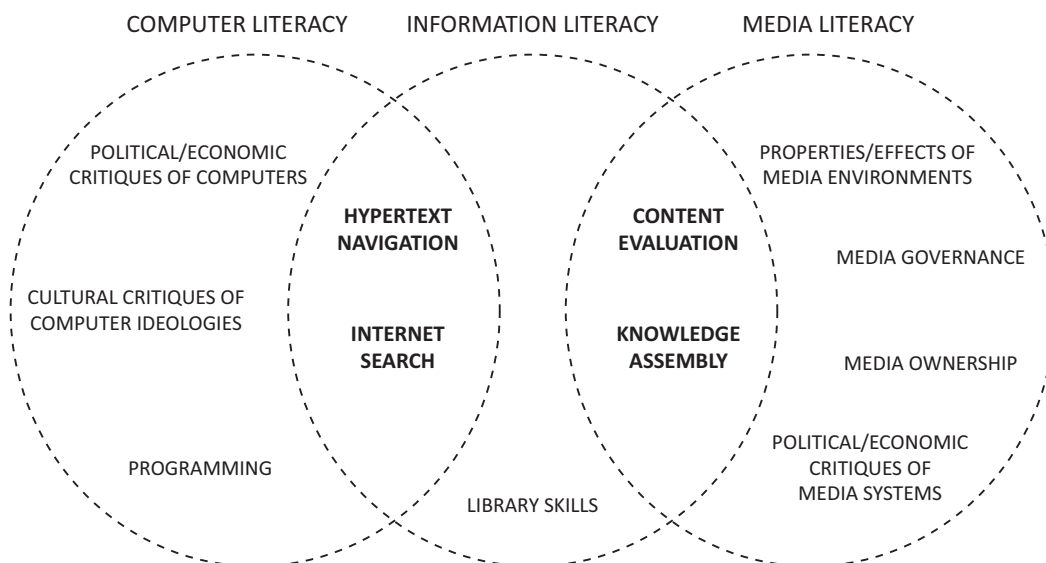 COMPUTER LITERACY
INFORMATION LITERACY
MEDIA LITERACY
POLITICAL/ECONOMIC
CRITIQUES OF COMPUTERS
CULTURAL CRITIQUES OF
COMPUTER IDEOLOGIES
PROGRAMMING
HYPERTEXT
NAVIGATION
INTERNET
SEARCH
LIBRARY SKILLS
CONTENT
EVALUATION
KNOWLEDGE
ASSEMBLY
PROPERTIES/EFFECTS OF
MEDIA ENVIRONMENTS
MEDIA GOVERNANCE
MEDIA OWNERSHIP
POLITICAL/ECONOMIC
CRITIQUES OF
MEDIA SYSTEMS